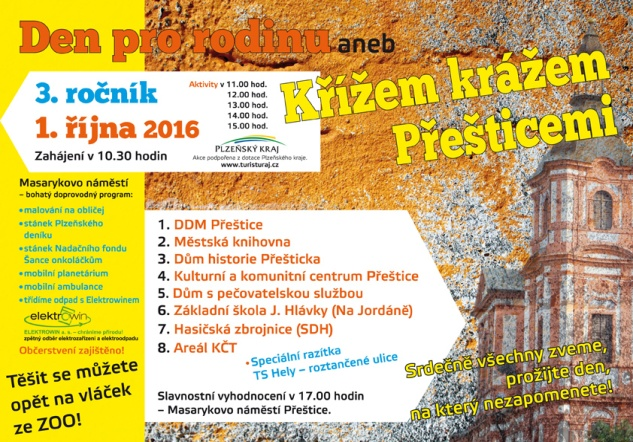 Den pro rodinu aneb
Křížem krážem
Přešticemi
3. ročník
1. října 2016
Zahájení v 10.30 hodin
Aktivity v 11.00 hod.
12.00 hod.
13.00 hod.
14.00 hod.
15.00 hod.
PLZEŇSKÝ KRAJ
Akce podpořena z dotace Plzeňského kraje.
www.turisturaj.cz
Masarykovo náměstí
– bohatý doprovodný program:
• malování na obličej
• stánek Plzeňského
deníku
• stánek Nadačního fondu
Šance onkoláčkům
• mobilní planetárium
• mobilní ambulance
• třídíme odpad s Elektrowinem
elektrowin
ELEKTROWIN a. s. – chráníme přírodu!
zpětný odběr elektrozařízení a elektroodpadu
Občerstvení zajištěno!
Těšit se můžete
opět na vláček
ze ZOO!
1. DDM Přeštice
2. Městská knihovna
3. Dům historie Přešticka
4. Kulturní a komunitní centrum Přeštice
5. Dům s pečovatelskou službou
6. Základní škola J. Hlávky (Na Jordáně)
7. Hasičská zbrojnice (SDH)
8. Areál KČT
• Speciální razítka
TS Hely – roztančené ulice
Slavnostní vyhodnocení v 17.00 hodin
– Masarykovo náměstí Přeštice.
Srdečně všechny zveme,
prožijte den,
na který nezapomenete!